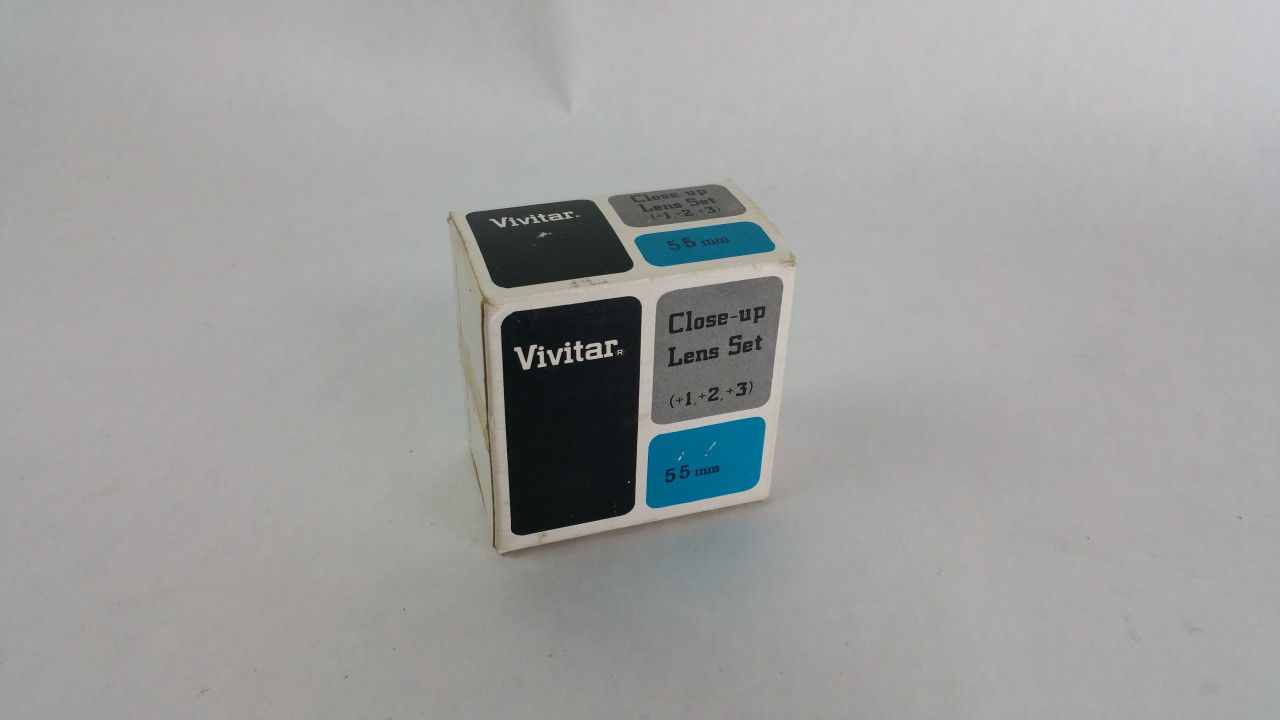 Vivitar®
Close-up
Lens Set
(+1,+2,+3)
55 mm
Vivitar®
Close-up
Lens Set
(+1,+2,+3)
55 mm